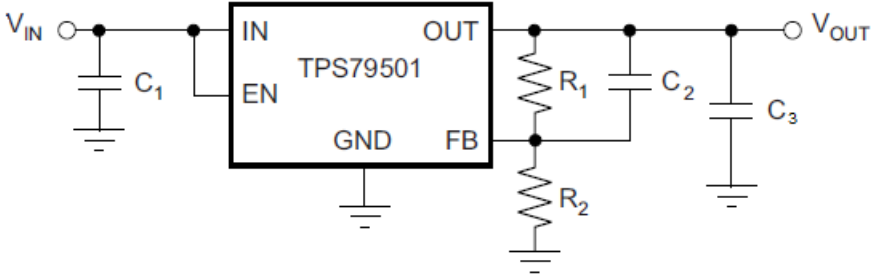 VIN
IN
OUT
VOUT
TPS79501
C1
EN
R1
C2
C3
GND
FB
R2